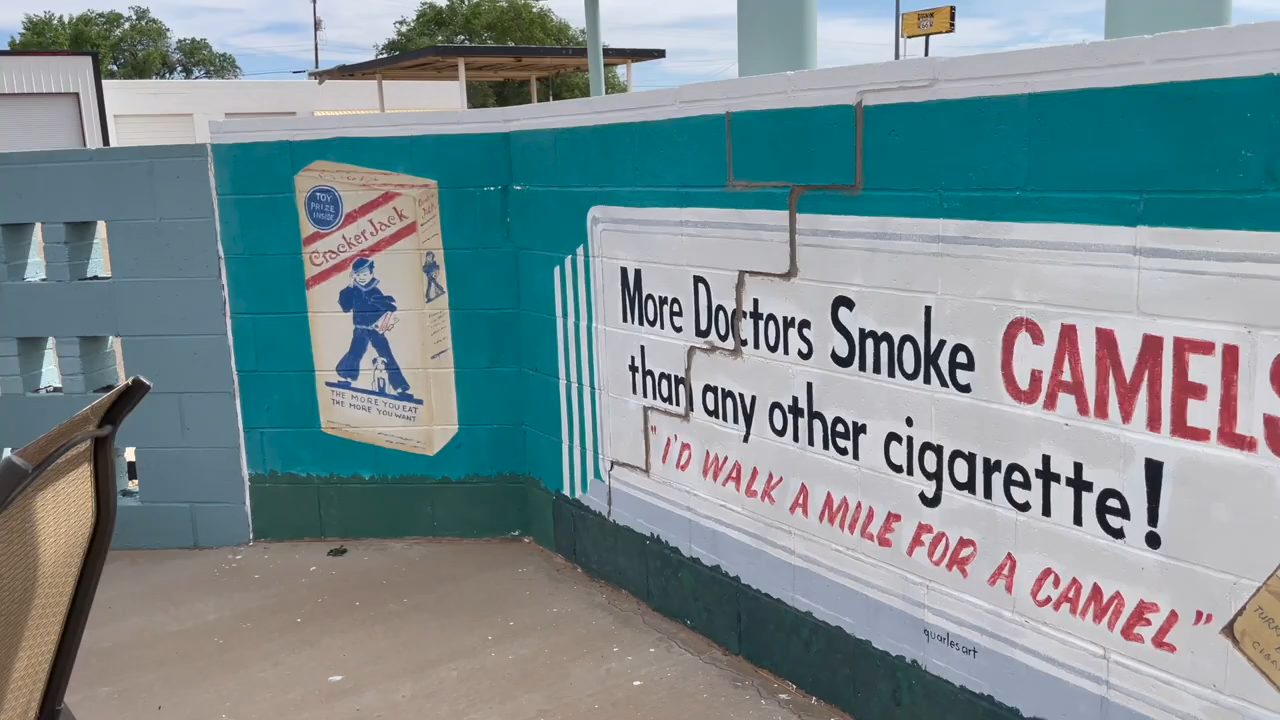 TOY
PRIZE
INSIDE
Cracker Jack
THE MORE YOU EAT
THE MORE YOU WANT
More Doctors Smoke CAMELS
than any other cigarette!
"I'D WALK A MILE FOR A CAMEL"
quarlesart